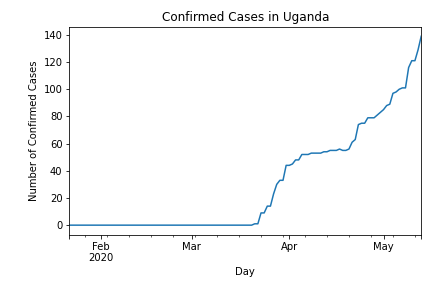 Confirmed Cases in Uganda
140
120
100
80
60
40
20
0
Number of Confirmed Cases
Feb
2020
Mar
Apr
May
Day